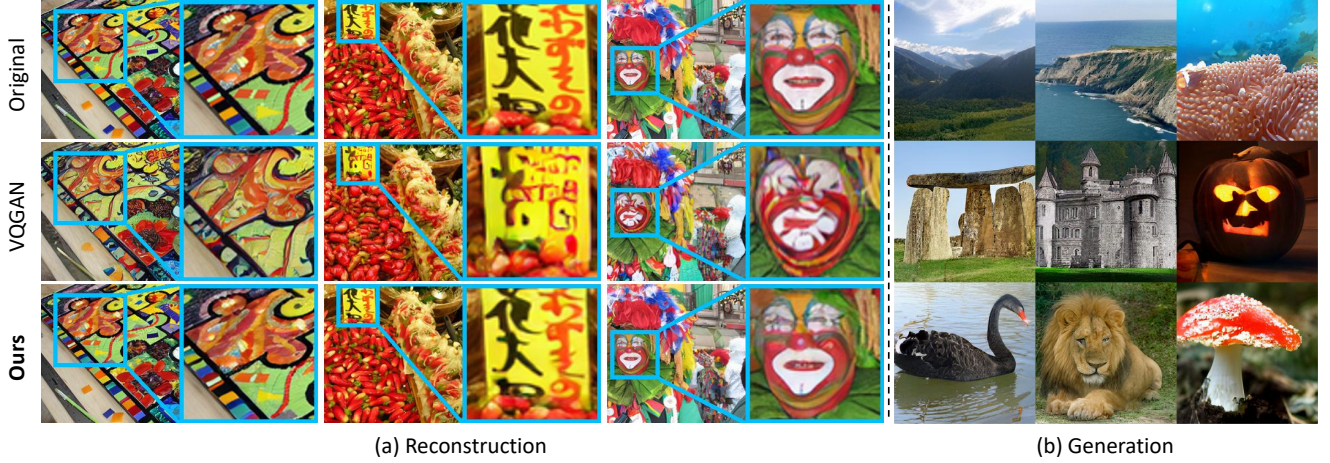 Original
VQGAN
Ours
(a) Reconstruction
(b) Generation